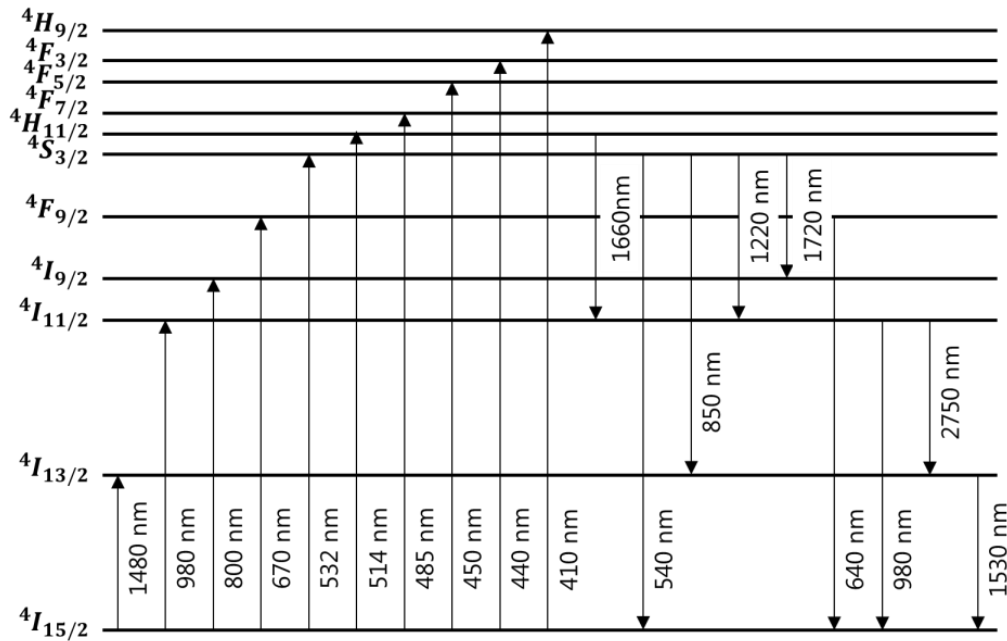 ⁴H₉/₂
⁴F₃/₂
⁴F₅/₂
⁴F₇/₂
⁴H₁₁/₂
⁴S₃/₂
⁴F₉/₂
⁴I₉/₂
⁴I₁₁/₂
⁴I₁₃/₂
⁴I₁₅/₂
1480 nm
980 nm
800 nm
670 nm
532 nm
514 nm
485 nm
450 nm
440 nm
410 nm
1660nm
540 nm
850 nm
1220 nm
1720 nm
640 nm
980 nm
2750 nm
1530 nm